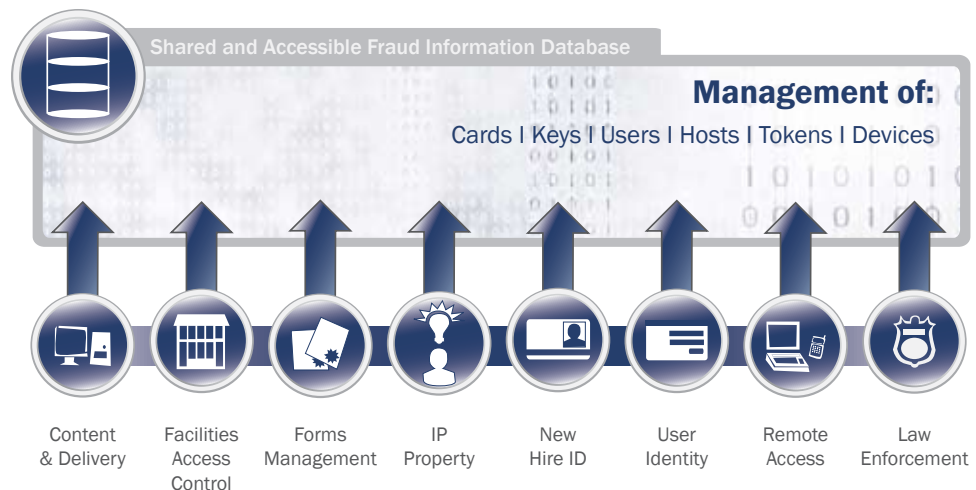 Shared and Accessible Fraud Information Database
Management of:
Cards I Keys I Users I Hosts I Tokens I Devices
Content
& Delivery
Facilities
Access
Control
Forms
Management
IP
Property
New
Hire ID
User
Identity
Remote
Access
Law
Enforcement